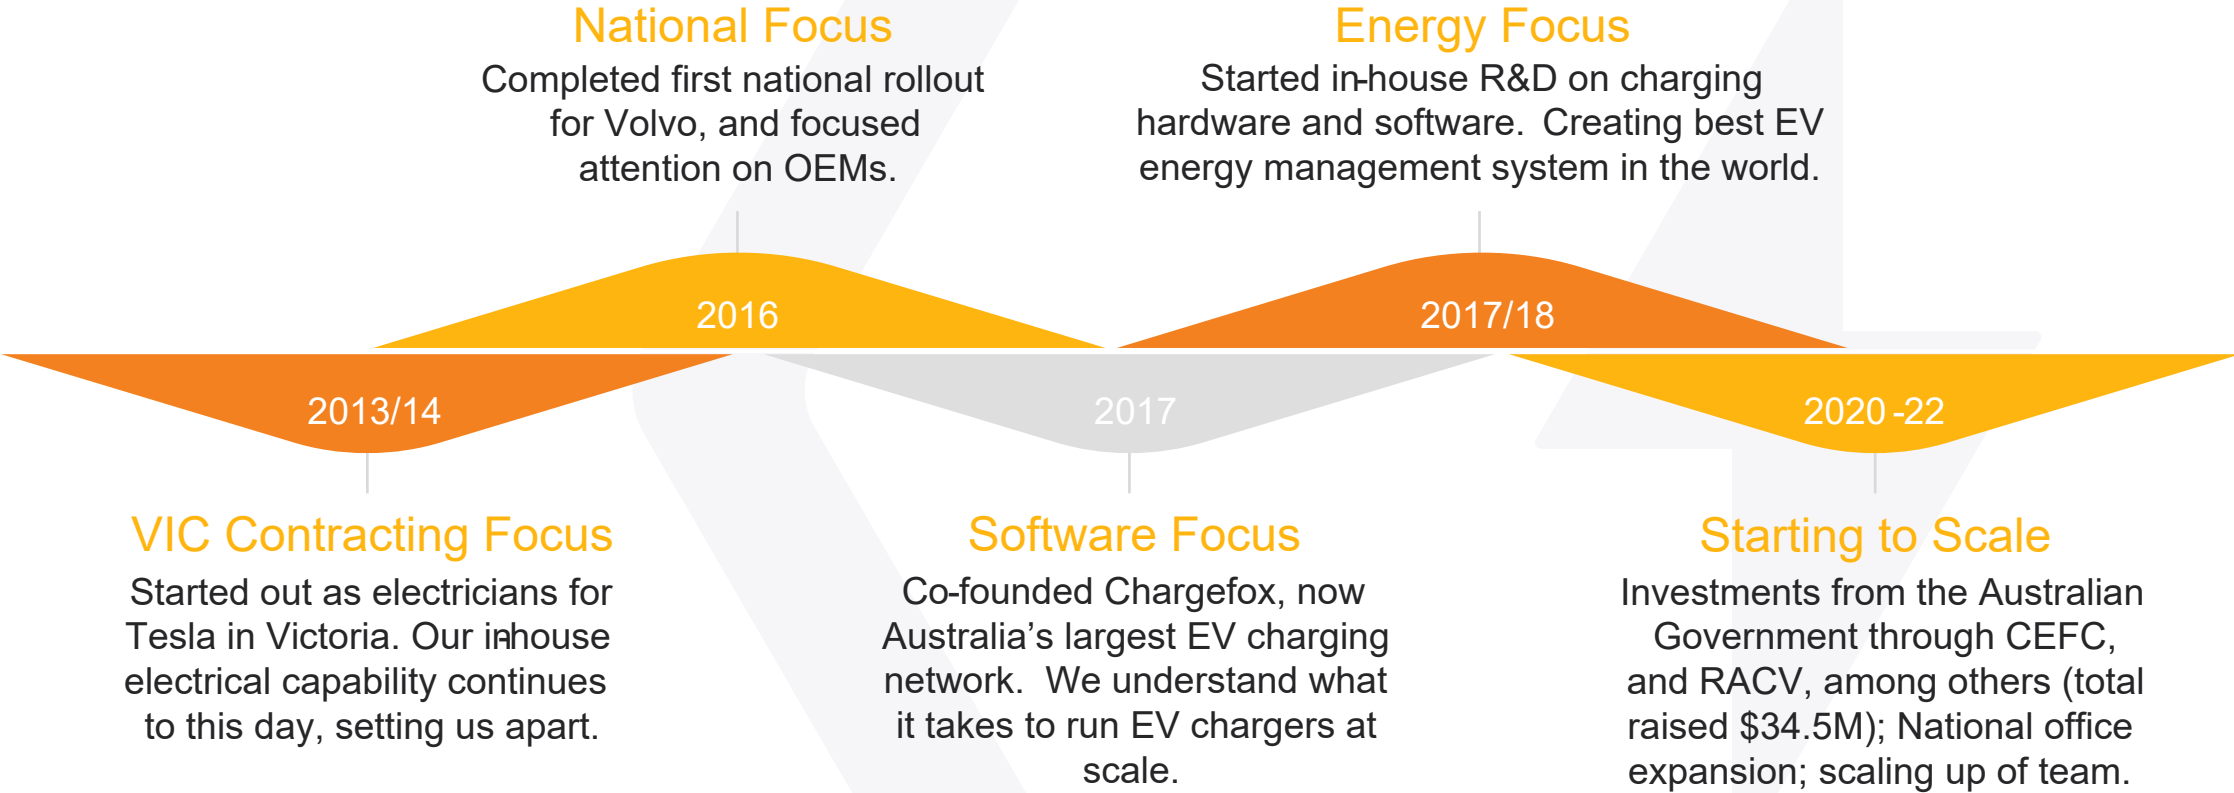 National Focus
Completed first national rollout
for Volvo, and focused
attention on OEMs.
Energy Focus
Started in-house R&D on charging
hardware and software. Creating best EV
energy management system in the world.
2016
2017/18
2013/14
2017
2020-22
VIC Contracting Focus
Started out as electricians for
Tesla in Victoria. Our in-house
electrical capability continues
to this day, setting us apart.
Software Focus
Co-founded Chargefox, now
Australia's largest EV charging
network. We understand what
it takes to run EV chargers at
scale.
Starting to Scale
Investments from the Australian
Government through CEFC,
and RACV, among others (total
raised $34.5M); National office
expansion; scaling up of team.